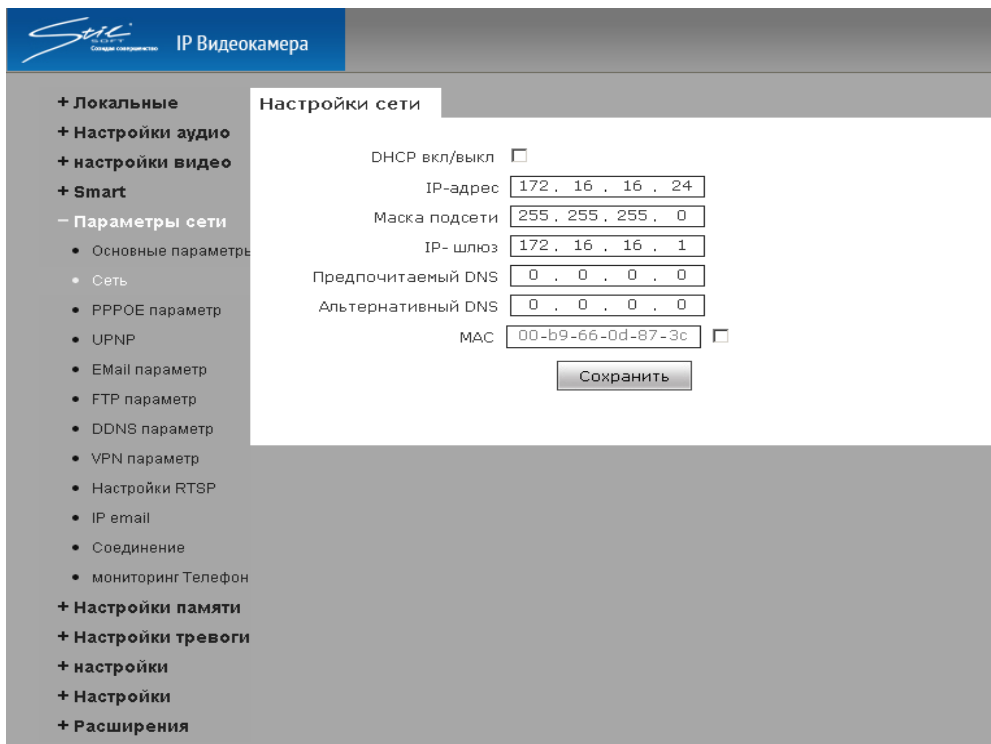 Stil
SOFT
Создаем совершенство
IP Видеокамера
+ Локальные
+ Настройки аудио
+ настройки видео
+ Smart
− Параметры сети
• Основные параметры
• Сеть
• PPPOE параметр
• UPNP
• EMail параметр
• FTP параметр
• DDNS параметр
• VPN параметр
• Настройки RTSP
• IP email
• Соединение
• мониторинг Телефон
+ Настройки памяти
+ Настройки тревоги
+ настройки
+ Настройки
+ Расширения
Настройки сети
DHCP вкл/выкл
IP-адрес 172 . 16 . 16 . 24
Маска подсети 255 . 255 . 255 . 0
IP- шлюз 172 . 16 . 16 . 1
Предпочитаемый DNS 0 . 0 . 0 . 0
Альтернативный DNS 0 . 0 . 0 . 0
MAC 00-b9-66-0d-87-3c
Сохранить